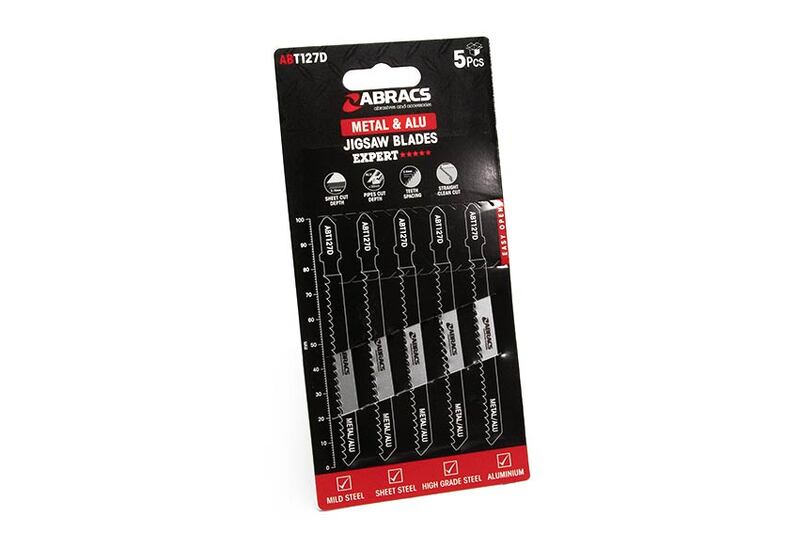 ABT127D
5 Pcs
ABRACS
abrasives and accessories
METAL & ALU
JIGSAW BLADES
EXPERT
SHEET CUT DEPTH
PIPES CUT DEPTH
TEETH SPACING
STRAIGHT CLEAN CUT
EASY OPEN
100
90
80
70
60
50
40
30
20
10
0
mm
ABT127D
ABT127D
ABT127D
ABT127D
ABT127D
ABRACS
ABRACS
ABRACS
ABRACS
ABRACS
METAL/ALU
METAL/ALU
METAL/ALU
METAL/ALU
METAL/ALU
MILD STEEL
SHEET STEEL
HIGH GRADE STEEL
ALUMINIUM